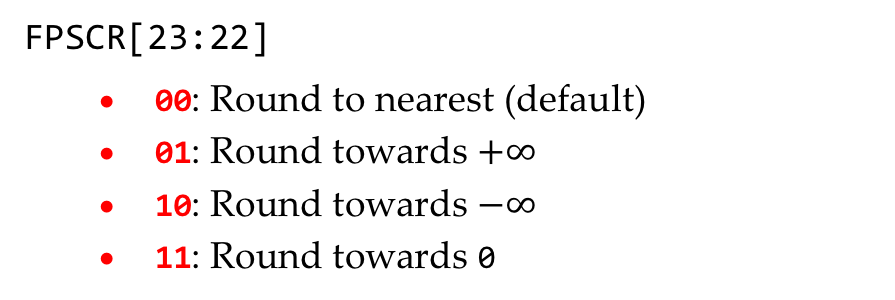 FPSCR[23:22]
• 00: Round to nearest (default)
• 01: Round towards +∞
• 10: Round towards −∞
• 11: Round towards 0